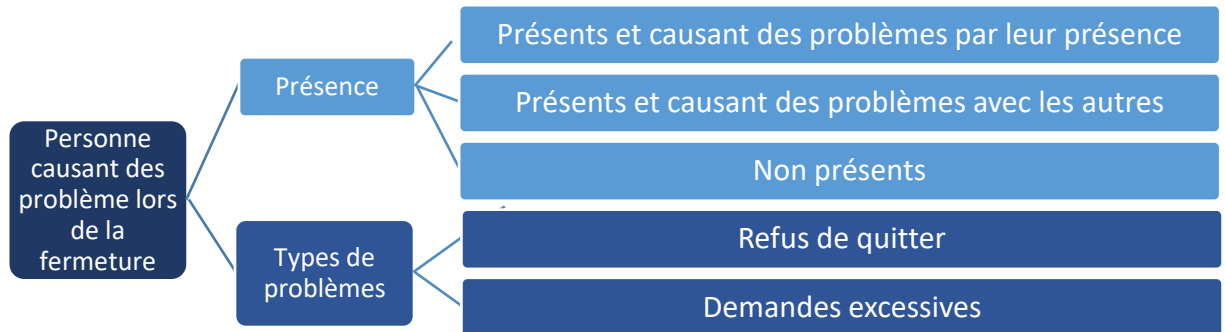 Personne
causant des
problème lors
de la
fermeture
Présence
Présents et causant des problèmes par leur présence
Présents et causant des problèmes avec les autres
Non présents
Types de
problèmes
Refus de quitter
Demandes excessives